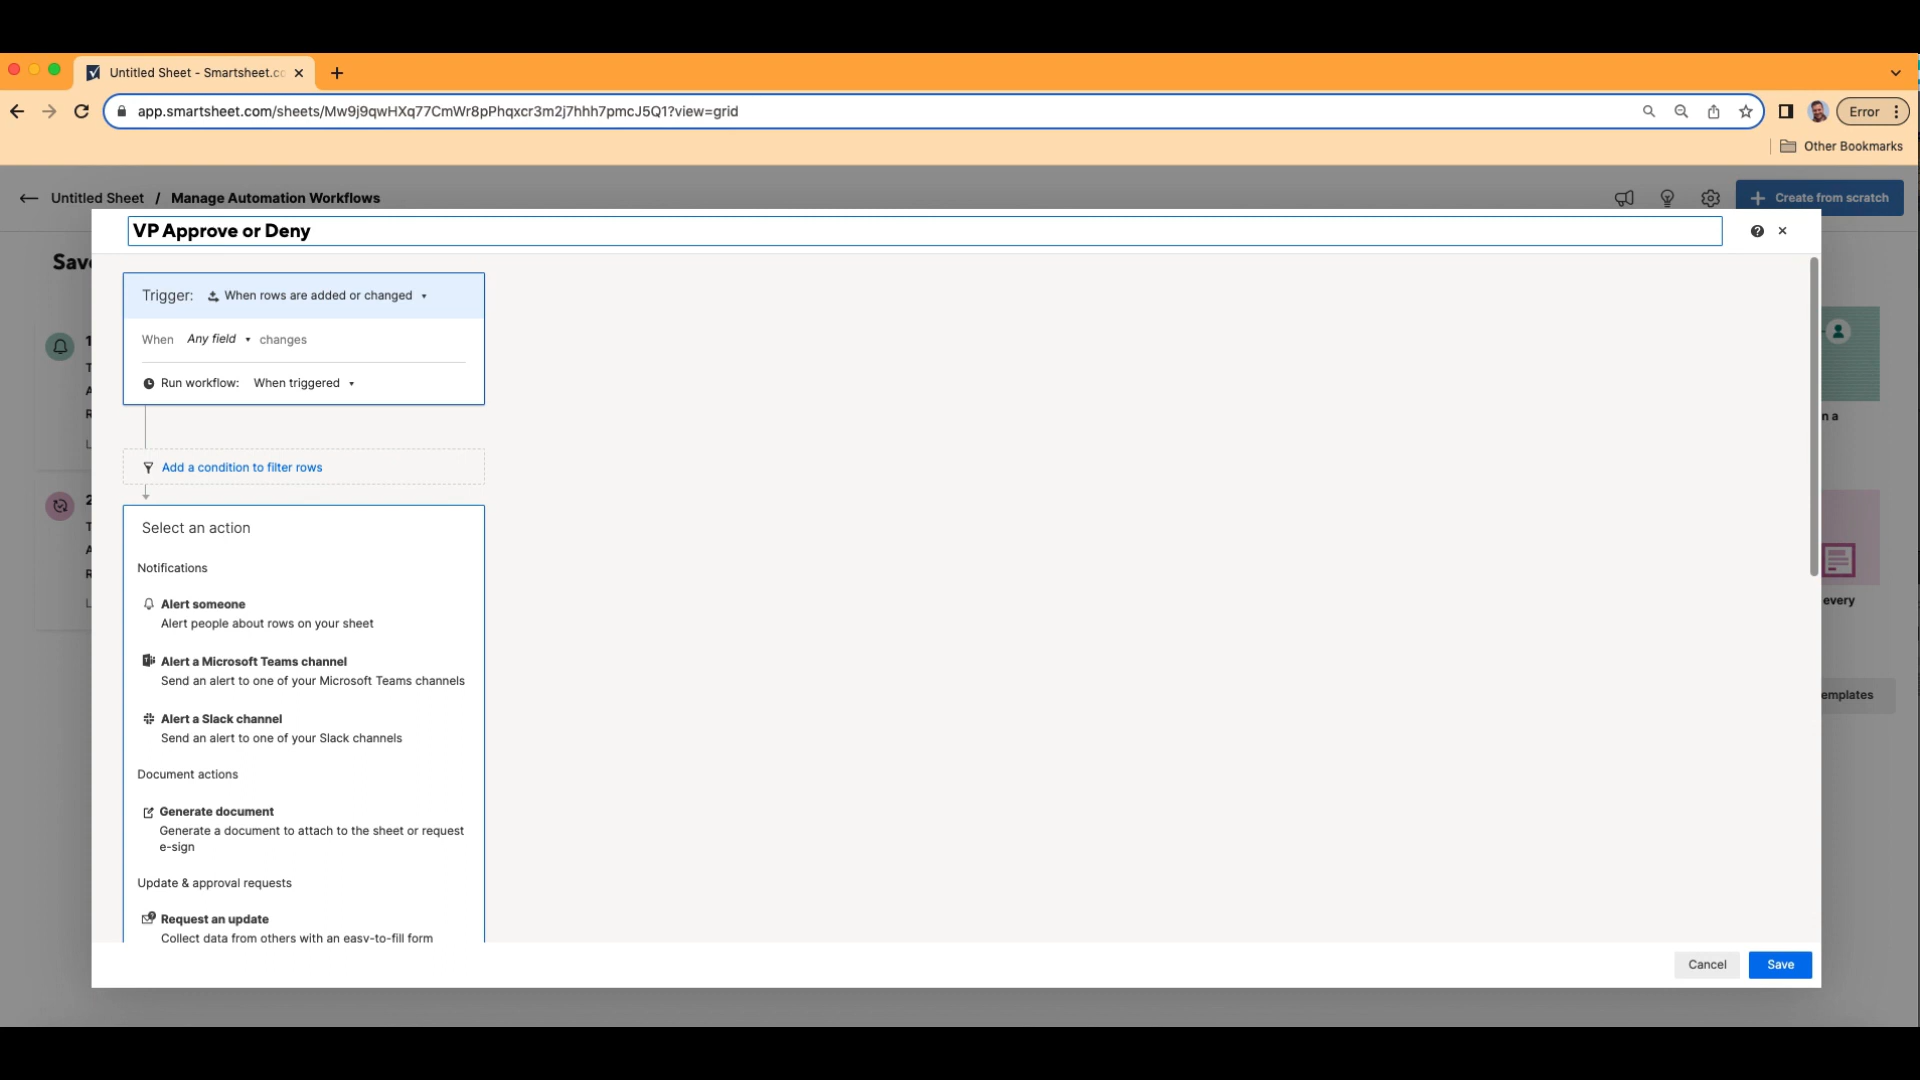 Untitled Sheet - Smartsheet.co
app.smartsheet.com/sheets/Mw9j9qwHXq77CmWr8pPhqxcr3m2j7hhh7pmcJ5Q1?view=grid
Error
Other Bookmarks
Untitled Sheet / Manage Automation Workflows
Create from scratch
VP Approve or Deny
Save
Trigger: When rows are added or changed
When Any field changes
Run workflow: When triggered
Add a condition to filter rows
Select an action
Notifications
Alert someone
Alert people about rows on your sheet
Alert a Microsoft Teams channel
Send an alert to one of your Microsoft Teams channels
Alert a Slack channel
Send an alert to one of your Slack channels
Document actions
Generate document
Generate a document to attach to the sheet or request
e-sign
Update & approval requests
Request an update
Collect data from others with an easy-to-fill form
1
T
A
R
L
2
T
A
R
L
n a
every
emplates
Cancel
Save